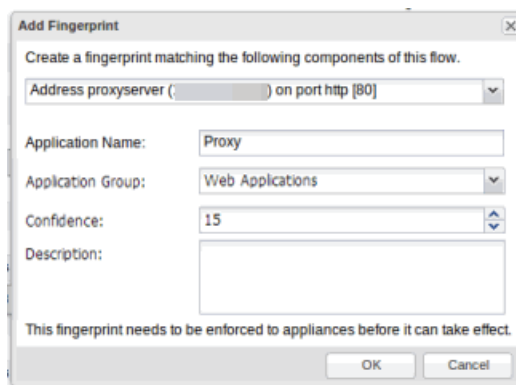 Add Fingerprint
Create a fingerprint matching the following components of this flow.
Address proxyserver ( ) on port http [80]
Application Name: Proxy
Application Group: Web Applications
Confidence: 15
Description:
This fingerprint needs to be enforced to appliances before it can take effect.
OK Cancel